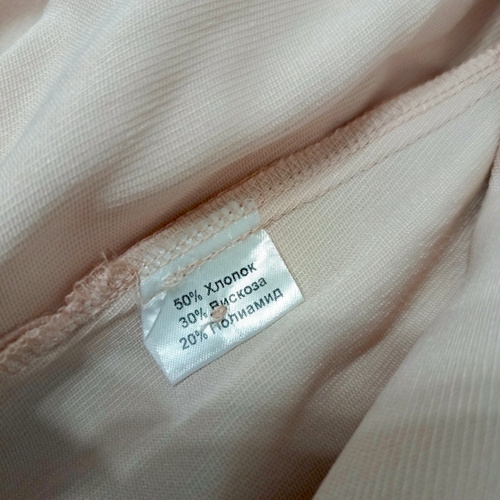 50% Хлопок
30% Вискоза
20% Полиамид